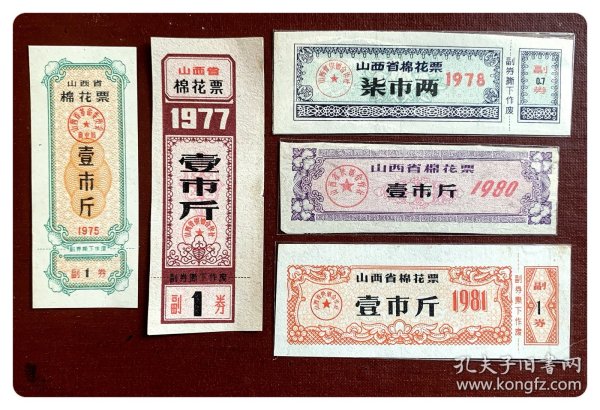 山西省
棉花票
壹市斤
1975
副券撕下作废
副 1 券
山西省
棉花票
1977
壹市斤
副券撕下作废
副 1 券
山西省棉花票
柒市两
1978
副券撕下作废
副
0.7
券
山西省棉花票
壹市斤
1980
山西省棉花票
壹市斤
1981
副券撕下作废
副
1
券
孔夫子旧书网
www.kongfz.com